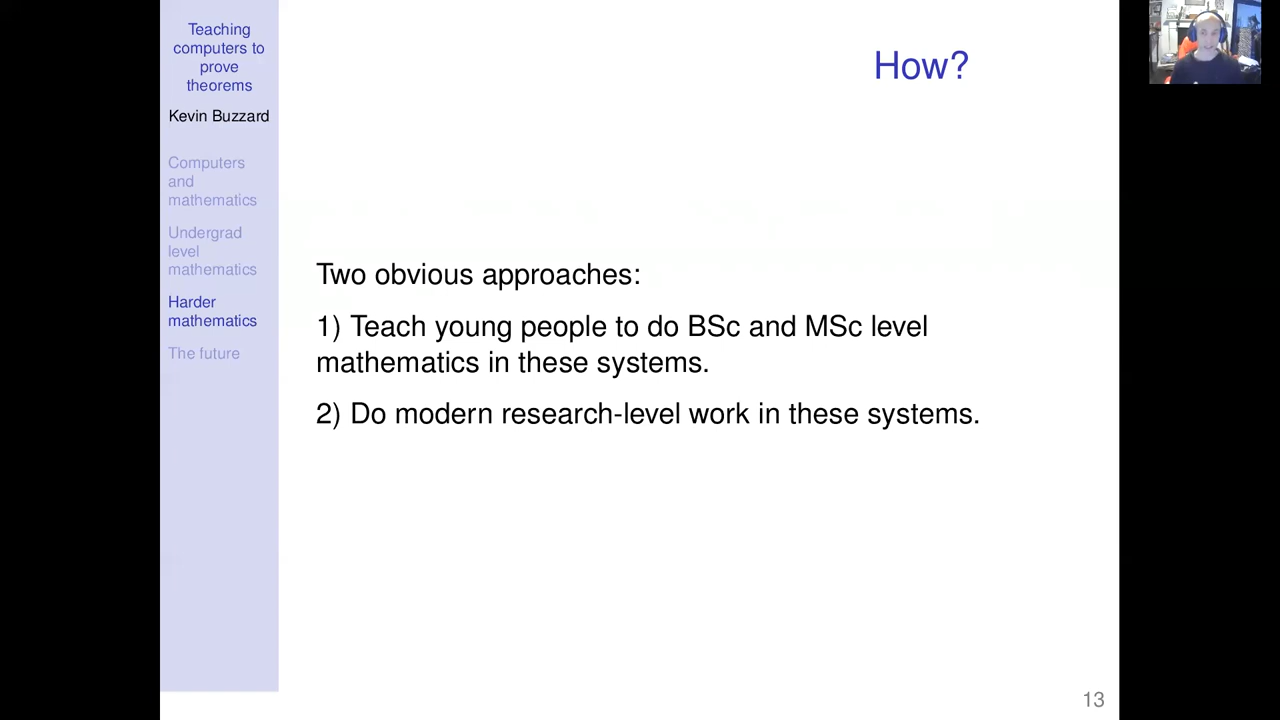 Teaching
computers to
prove
theorems
Kevin Buzzard
Computers
and
mathematics
Undergrad
level
mathematics
Harder
mathematics
The future
How?
Two obvious approaches:
1) Teach young people to do BSc and MSc level
mathematics in these systems.
2) Do modern research-level work in these systems.
13